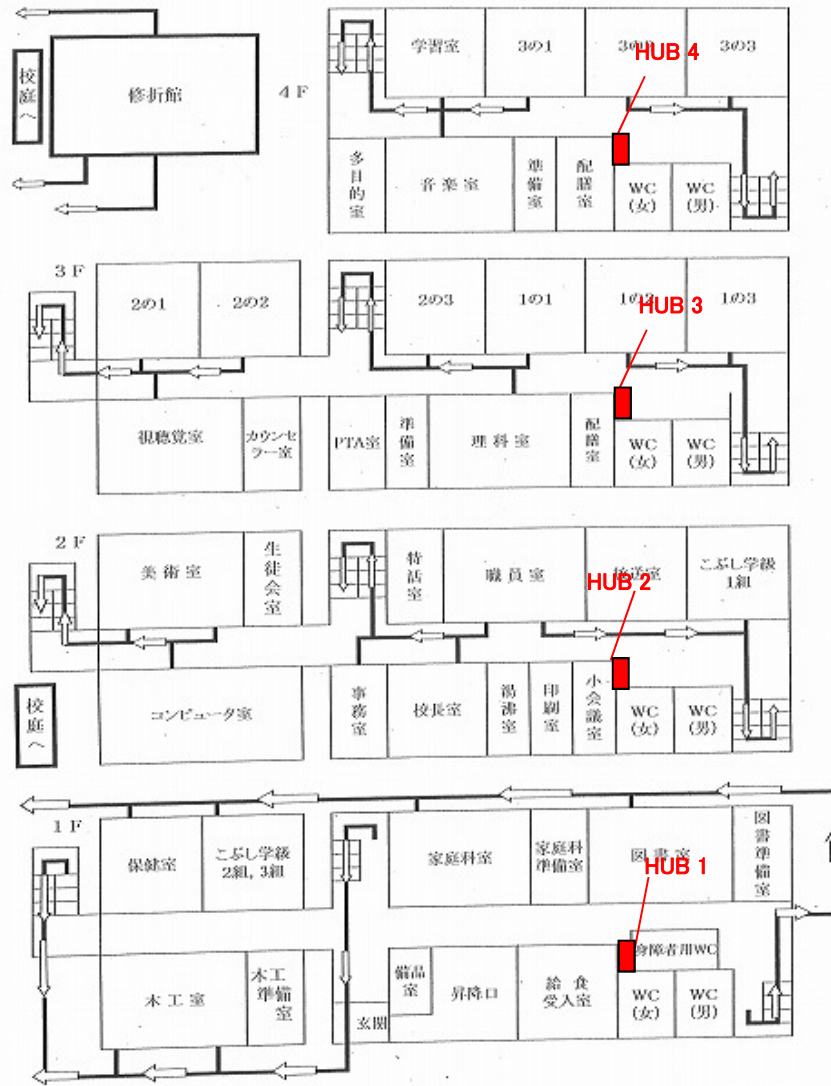 校庭へ
修祈館
4F
学習室
3の1
3の3
HUB 4
多目的室
音楽室
準備室
配膳室
WC
(女)
WC
(男)
3F
2の1
2の2
2の3
1の1
1の2
1の3
HUB 3
視聴覚室
カウンセ
ラー室
PTA室
準備室
理科室
配膳室
WC
(女)
WC
(男)
2F
美術室
生徒会室
特活室
職員室
放送室
こぶし学級
1組
HUB 2
校庭へ
コンピュータ室
事務室
校長室
湯沸室
印刷室
小会議室
WC
(女)
WC
(男)
1F
保健室
こぶし学級
2組,3組
家庭科室
家庭科
準備室
図書室
図書準備室
HUB 1
木工室
木工
準備室
玄関
備品室
昇降口
給食
受入室
身障者用WC
WC
(女)
WC
(男)